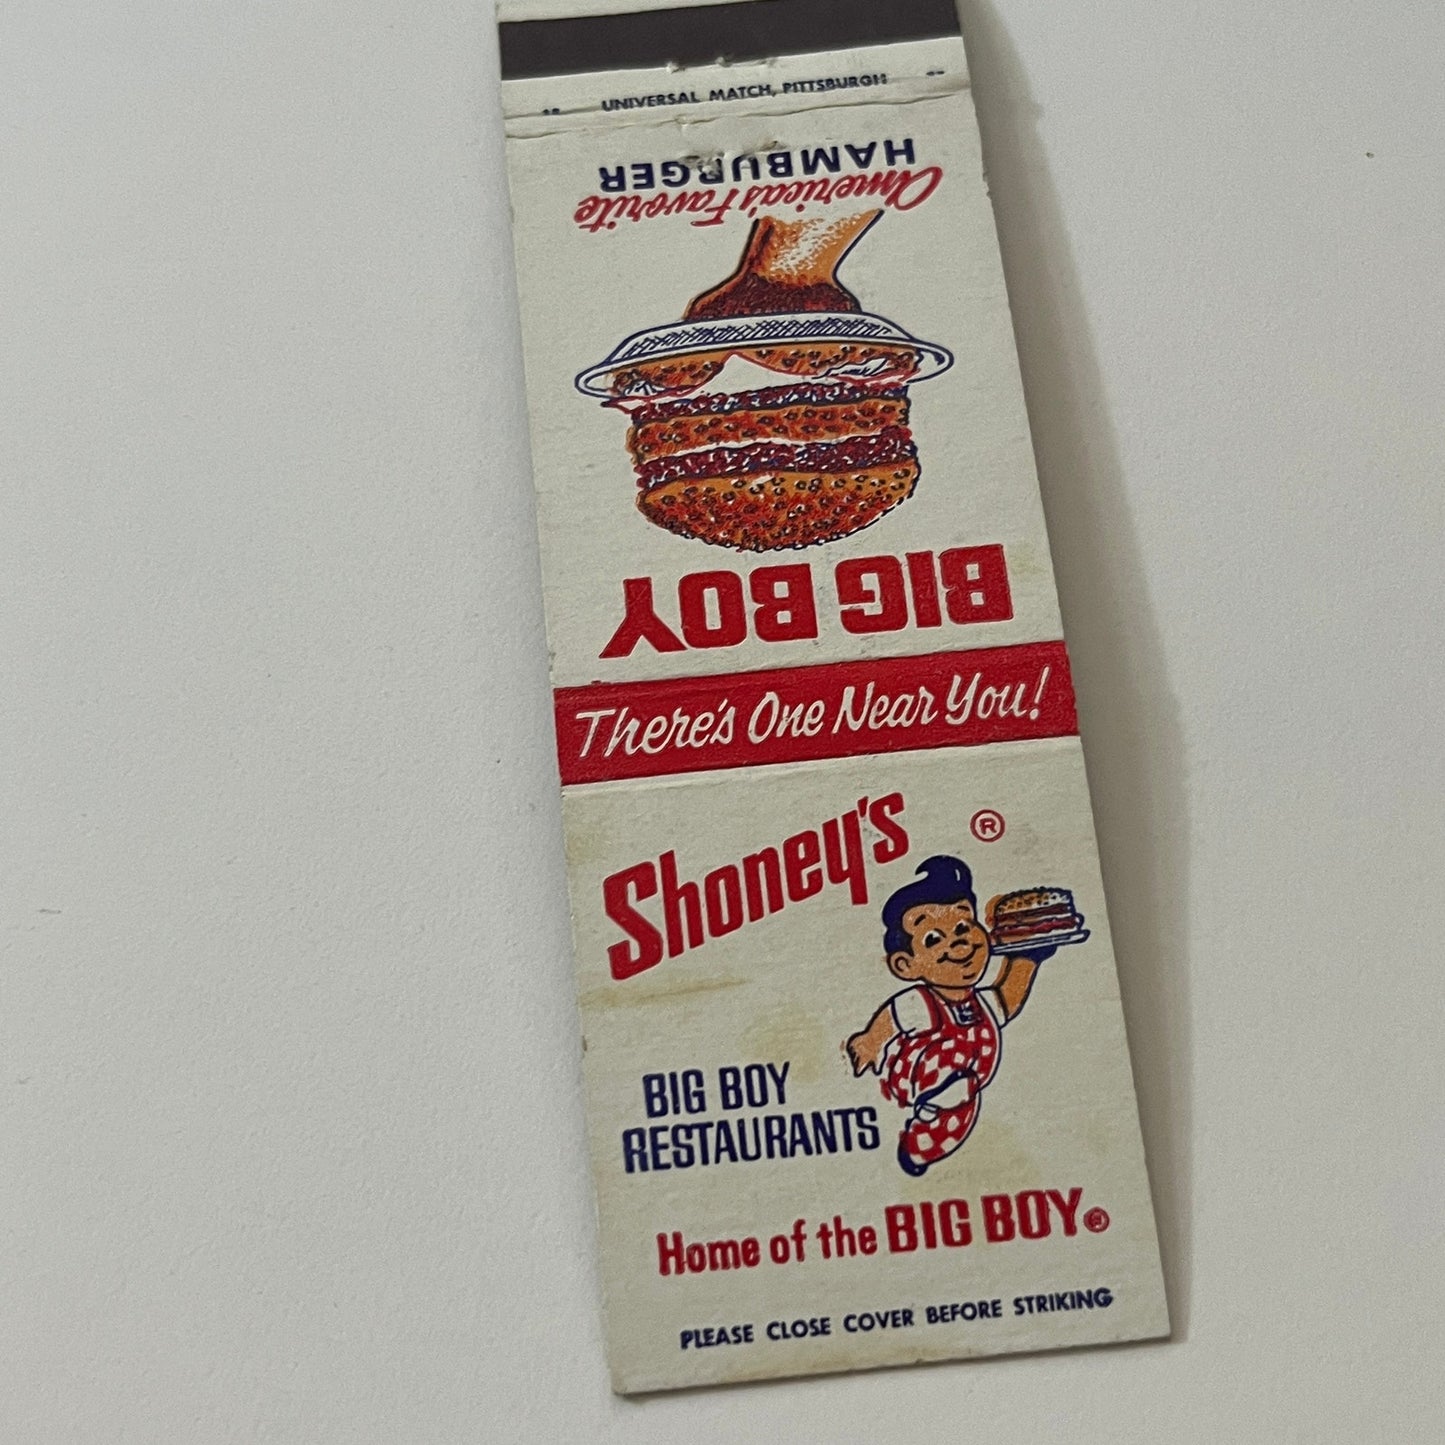 UNIVERSAL MATCH, PITTSBURGH
America's Favorite
HAMBURGER
BIG BOY
There's One Near You!
Shoney's ®
BIG BOY
RESTAURANTS
Home of the BIG BOY®
PLEASE CLOSE COVER BEFORE STRIKING